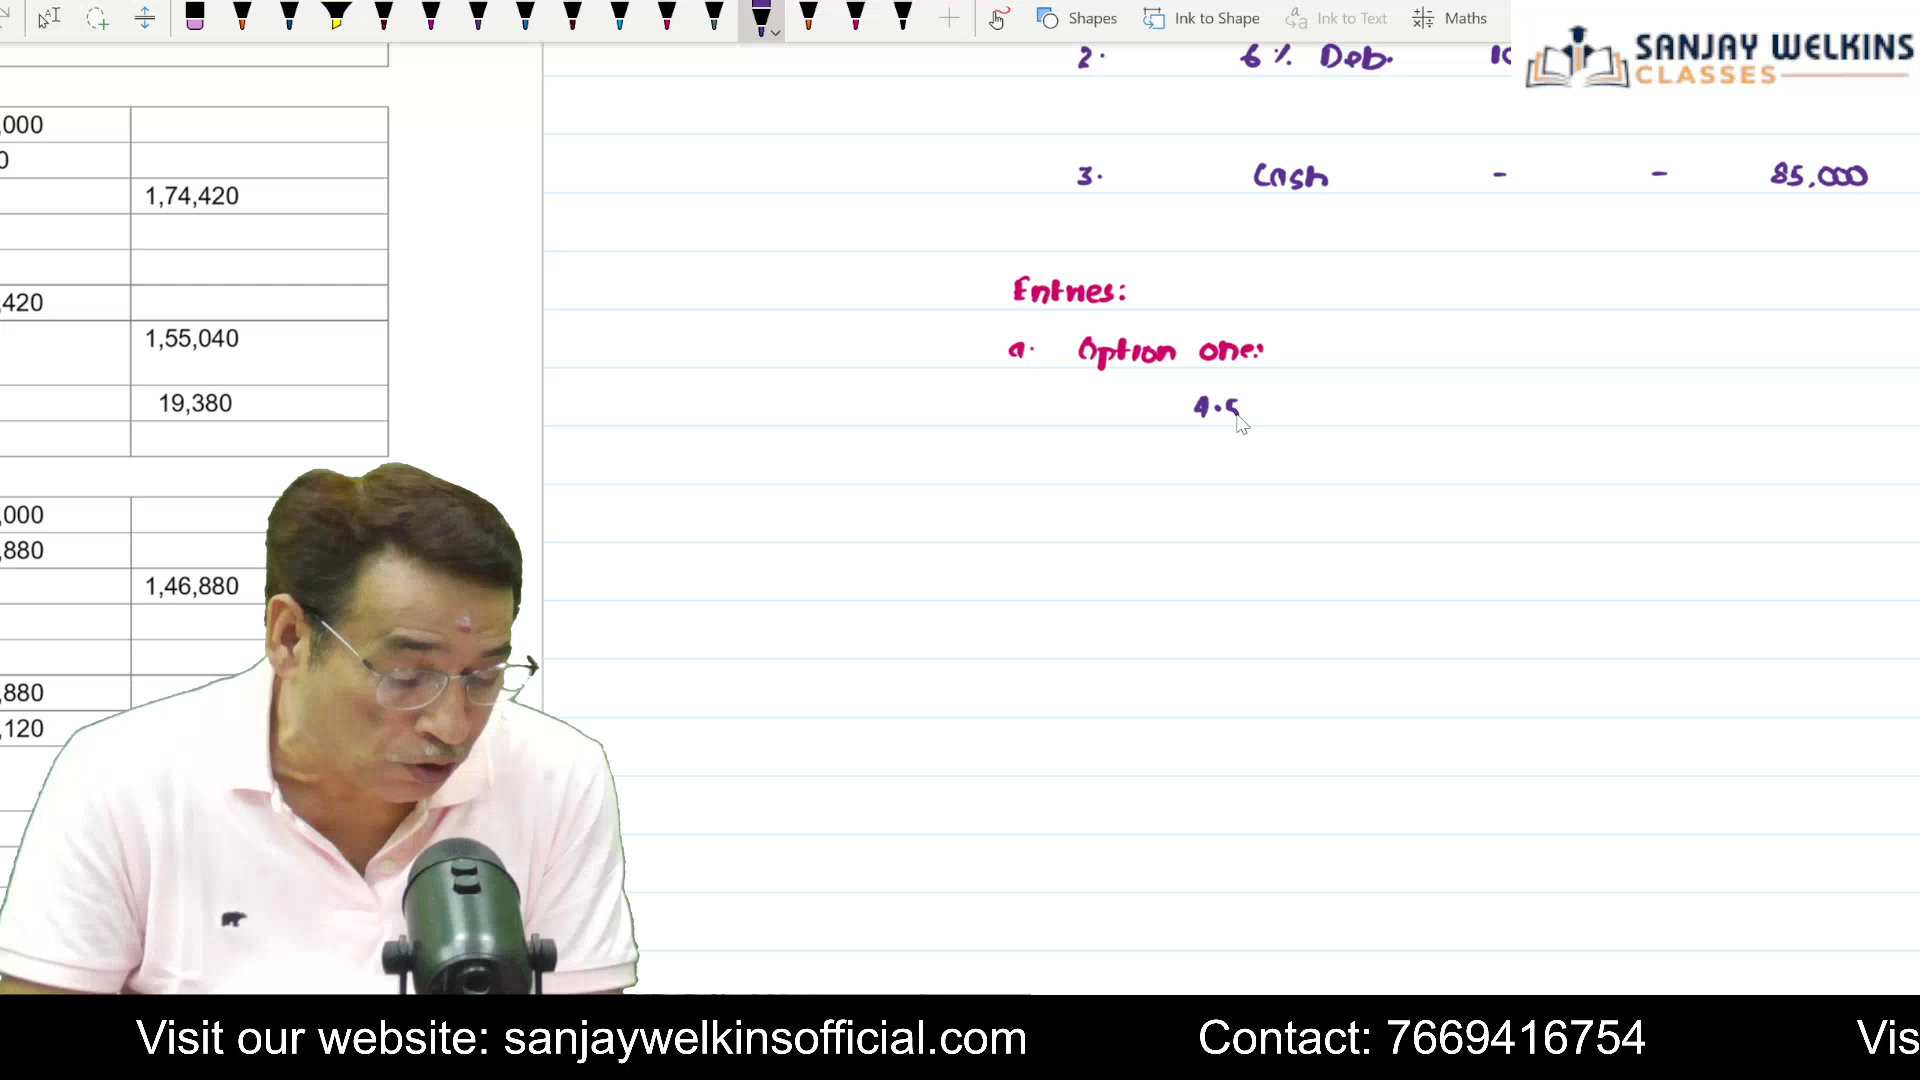 Shapes Ink to Shape Ink to Text Maths
SANJAY WELKINS
CLASSES
2. 6 % Deb.
,000
0
1,74,420
3. Cash - - 85,000
Entries:
,420
1,55,040
a. Option one:
19,380
,000
,880
1,46,880
,880
,120
Visit our website: sanjaywelkinsofficial.com Contact: 7669416754 Vis